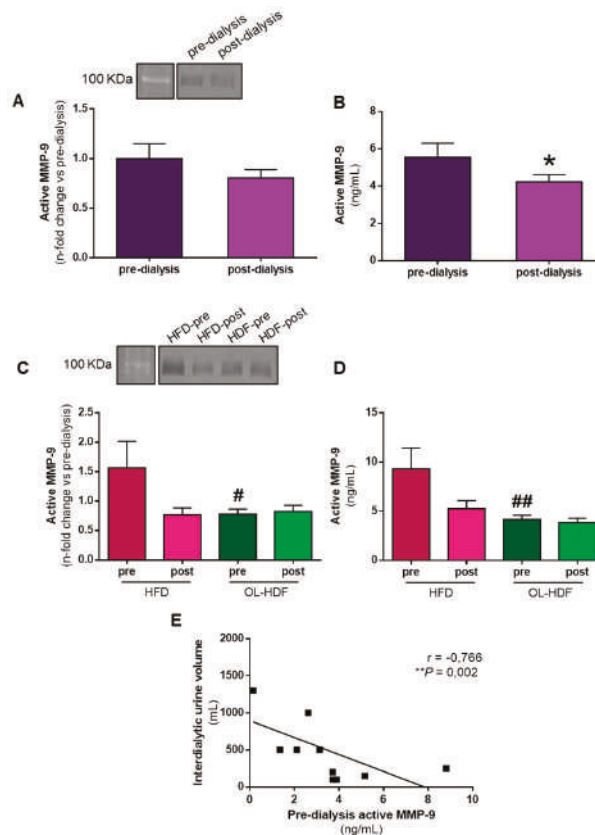 pre-dialysis
post-dialysis
100 KDa
A
Active MMP-9
(n-fold change vs pre-dialysis)
1.5
1.0
0.5
0.0
pre-dialysis
post-dialysis
B
Active MMP-9
(ng/mL)
8
6
4
2
0
*
pre-dialysis
post-dialysis
HFD-pre
HFD-post
HDF-pre
HDF-post
100 KDa
C
Active MMP-9
(n-fold change vs pre-dialysis)
2.5
2.0
1.5
1.0
0.5
0.0
#
pre post pre post
HFD OL-HDF
D
Active MMP-9
(ng/mL)
15
10
5
0
##
pre post pre post
HFD OL-HDF
E
Interdialytic urine volume
(mL)
2000
1500
1000
500
0
r = -0,766
**P = 0,002
0 2 4 6 8 10
Pre-dialysis active MMP-9
(ng/mL)